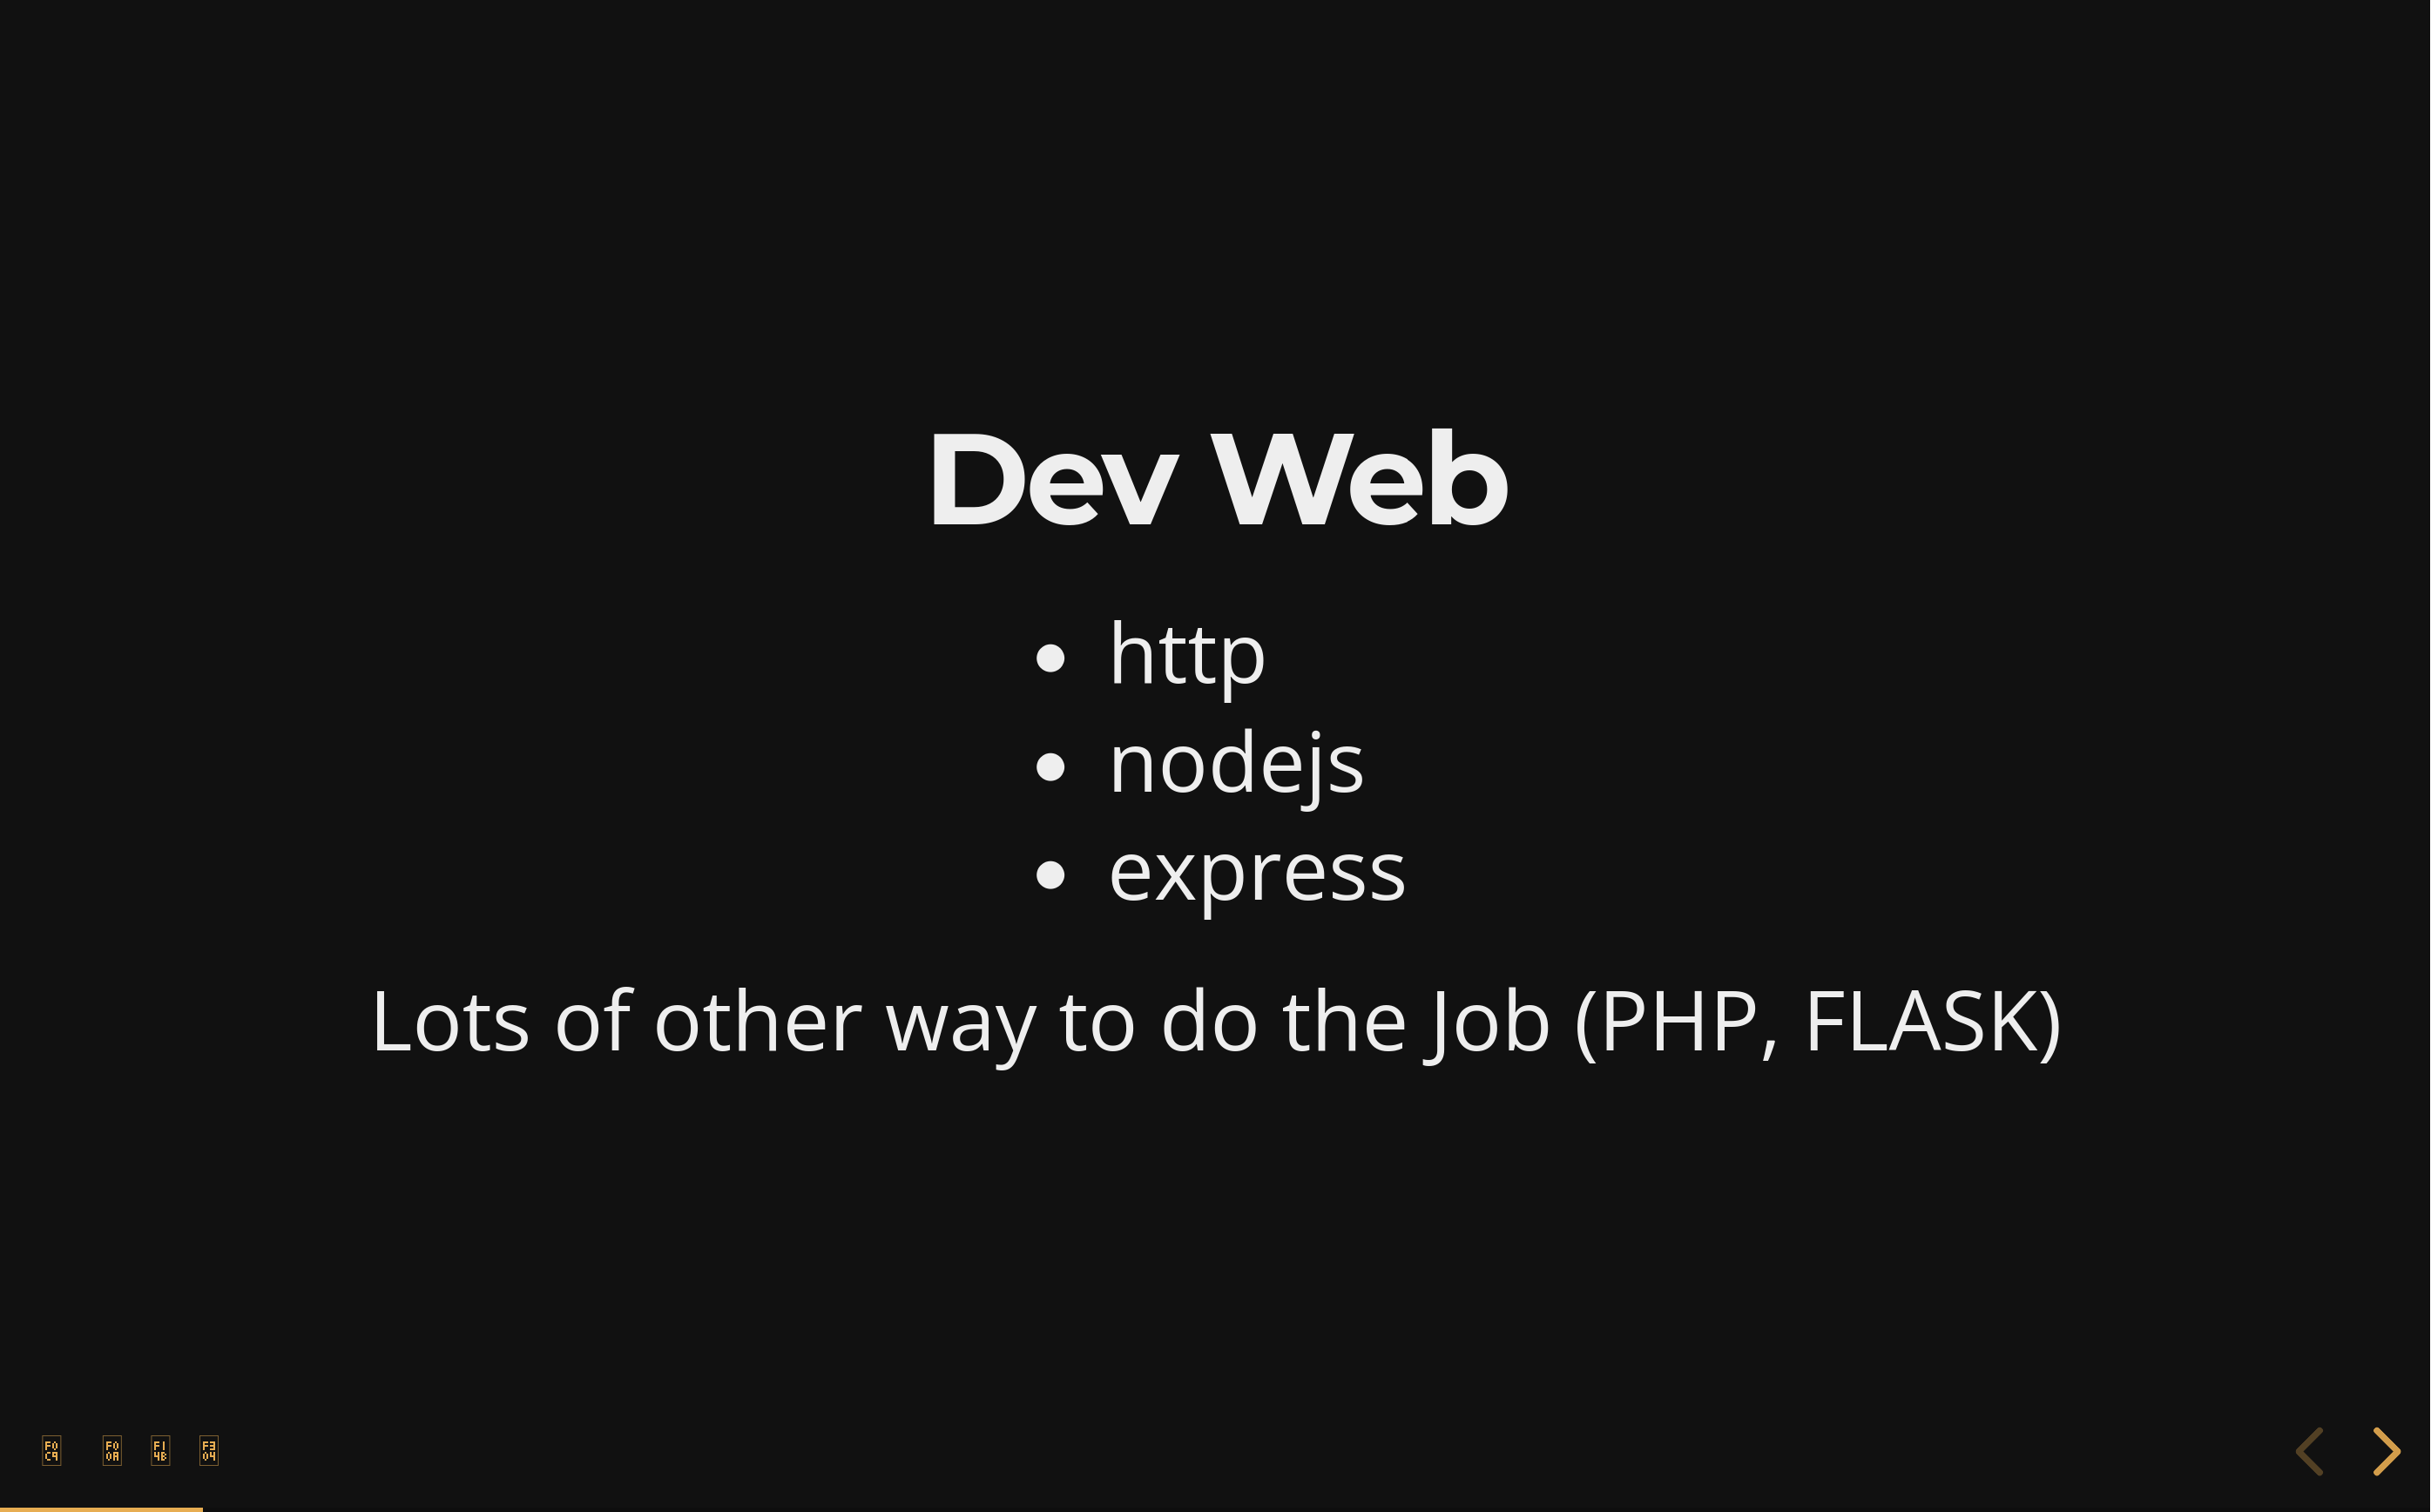 Dev Web
• http
• nodejs
• express
Lots of other way to do the Job (PHP, FLASK)